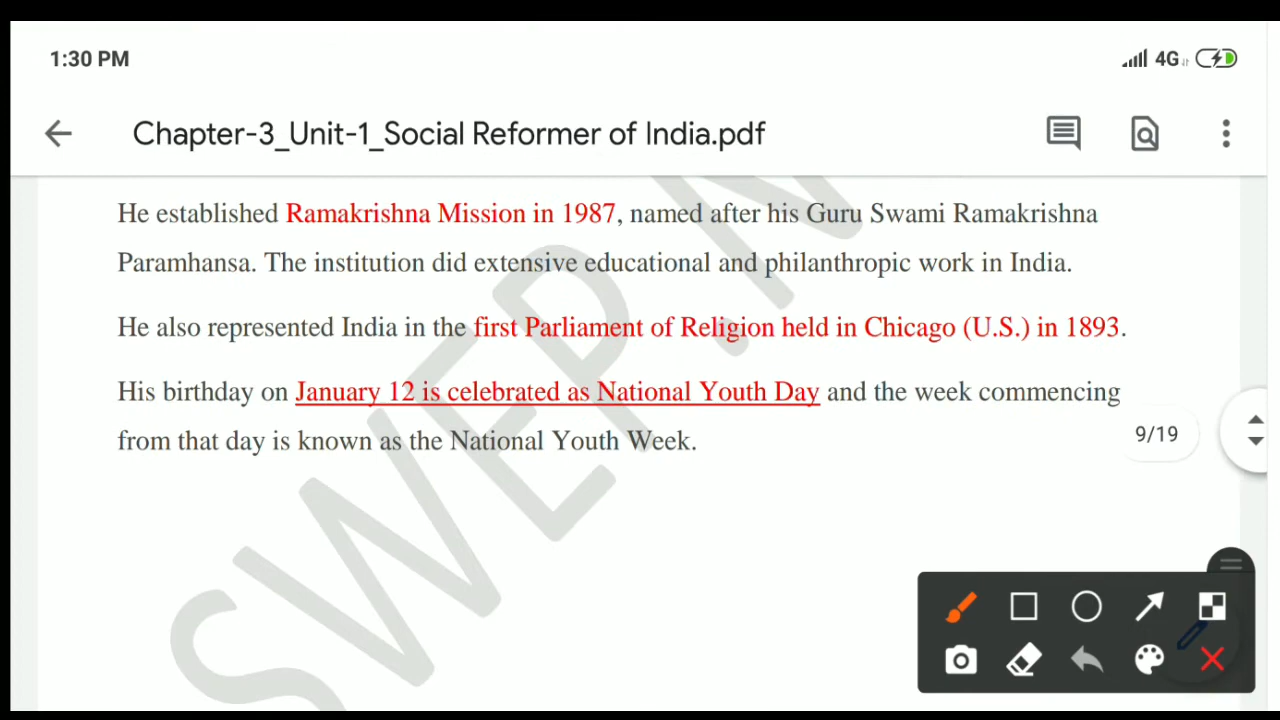 1:30 PM
4G
Chapter-3_Unit-1_Social Reformer of India.pdf
He established Ramakrishna Mission in 1987, named after his Guru Swami Ramakrishna
Paramhansa. The institution did extensive educational and philanthropic work in India.
He also represented India in the first Parliament of Religion held in Chicago (U.S.) in 1893.
His birthday on January 12 is celebrated as National Youth Day and the week commencing
from that day is known as the National Youth Week.
9/19
SWEP N